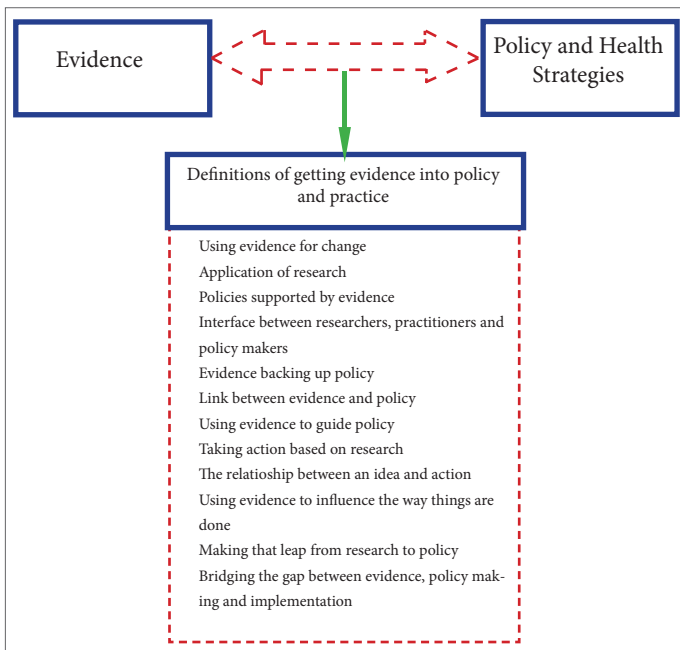 Evidence
Policy and Health
Strategies
Definitions of getting evidence into policy
and practice
Using evidence for change
Application of research
Policies supported by evidence
Interface between researchers, practitioners and
policy makers
Evidence backing up policy
Link between evidence and policy
Using evidence to guide policy
Taking action based on research
The relatioship between an idea and action
Using evidence to influence the way things are
done
Making that leap from research to policy
Bridging the gap between evidence, policy mak-
ing and implementation